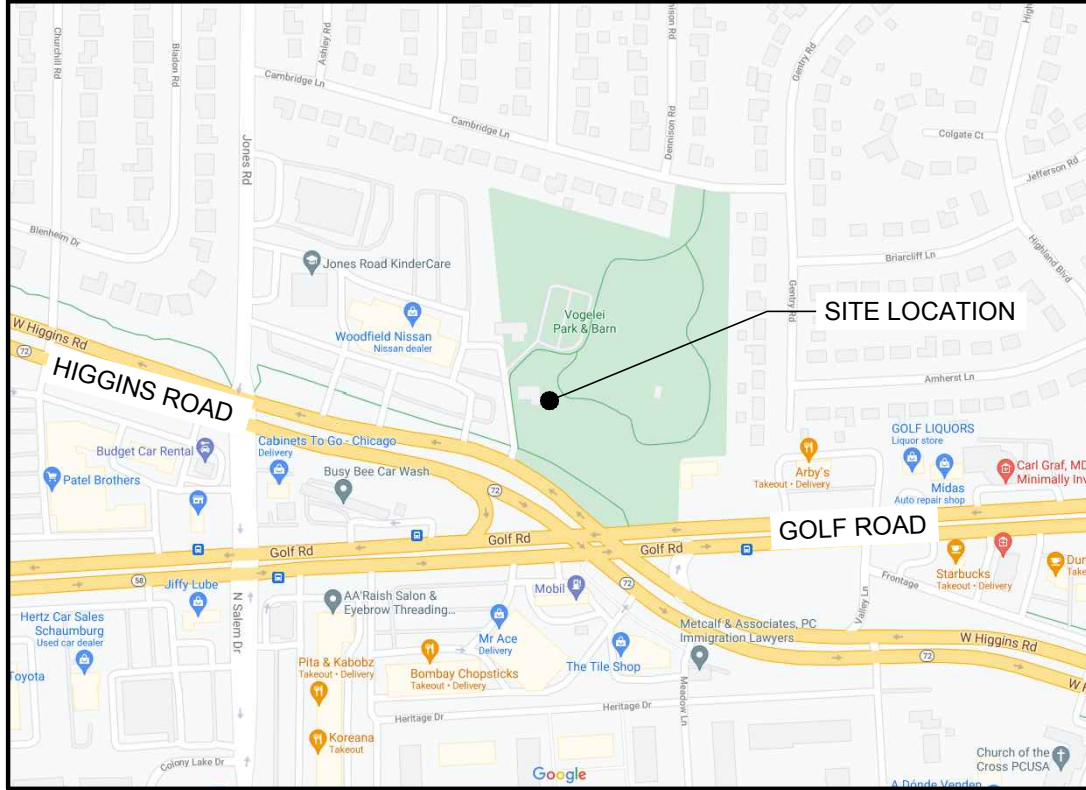 Churchill Rd
Bladon Rd
Ashley Rd
Dennison Rd
Gentry Rd
Cambridge Ln
Cambridge Ln
Dennison Rd
Colgate Ct
Jefferson Rd
Jones Rd
Blenheim Dr
Highland Blvd
Jones Road KinderCare
Briarcliff Ln
Gentry Rd
Vogelei
Park & Barn
SITE LOCATION
W Higgins Rd
72
Woodfield Nissan
Nissan dealer
HIGGINS ROAD
Amherst Ln
GOLF LIQUORS
Liquor store
Cabinets To Go - Chicago
Delivery
Budget Car Rental
Busy Bee Car Wash
Patel Brothers
Arby's
Takeout • Delivery
Midas
Auto repair shop
Carl Graf, MD
Minimally Inv
72
GOLF ROAD
Golf Rd
Golf Rd
Golf Rd
58
Jiffy Lube
Mobil
72
Starbucks
Takeout • Delivery
Frontage
Hertz Car Sales
Schaumburg
Used car dealer
N Salem Dr
AA'Raish Salon &
Eyebrow Threading...
Mr Ace
Delivery
The Tile Shop
Metcalf & Associates, PC
Immigration Lawyers
Valley Ln
W Higgins Rd
72
Toyota
Pita & Kabobz
Takeout • Delivery
Bombay Chopsticks
Takeout • Delivery
Meadow Ln
Heritage Dr
Heritage Dr
Koreana
Takeout
Colony Lake Dr
Google
Church of the
Cross PCUSA
A Dónde Venden